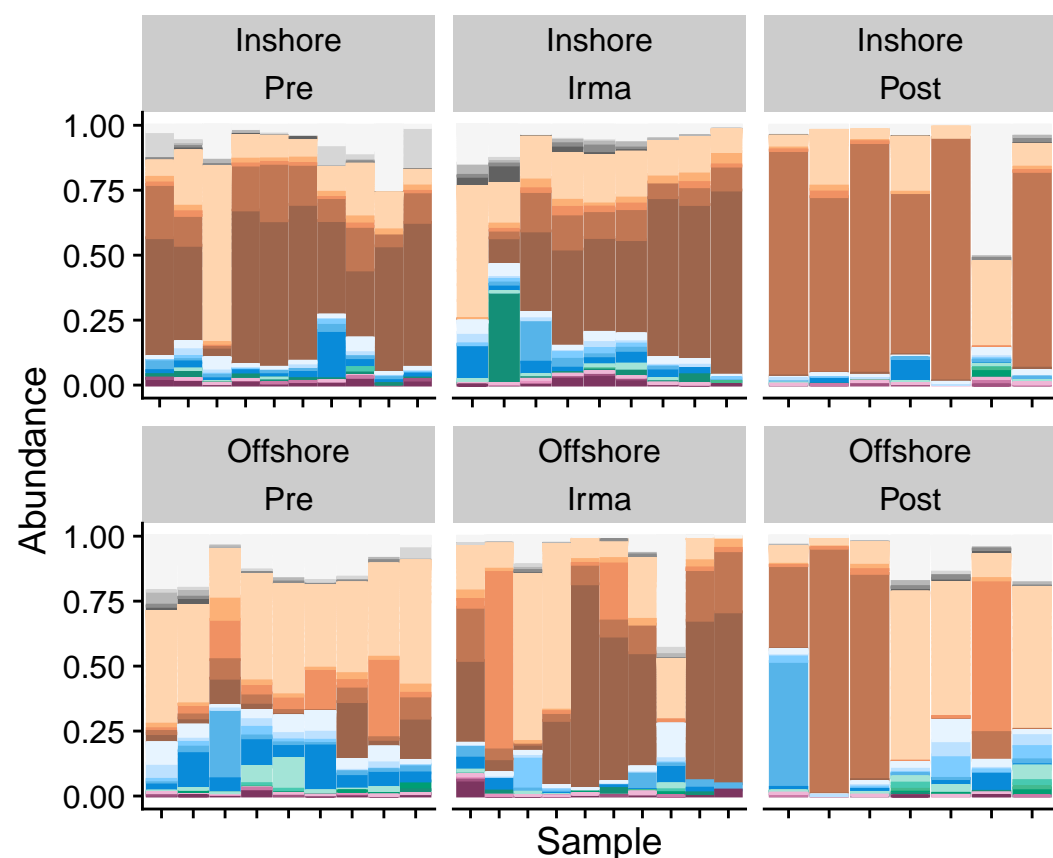 Inshore
Pre
Inshore
Irma
Inshore
Post
1.00
0.75
0.50
0.25
0.00
Offshore
Pre
Offshore
Irma
Offshore
Post
1.00
0.75
0.50
0.25
0.00
Abundance
Sample